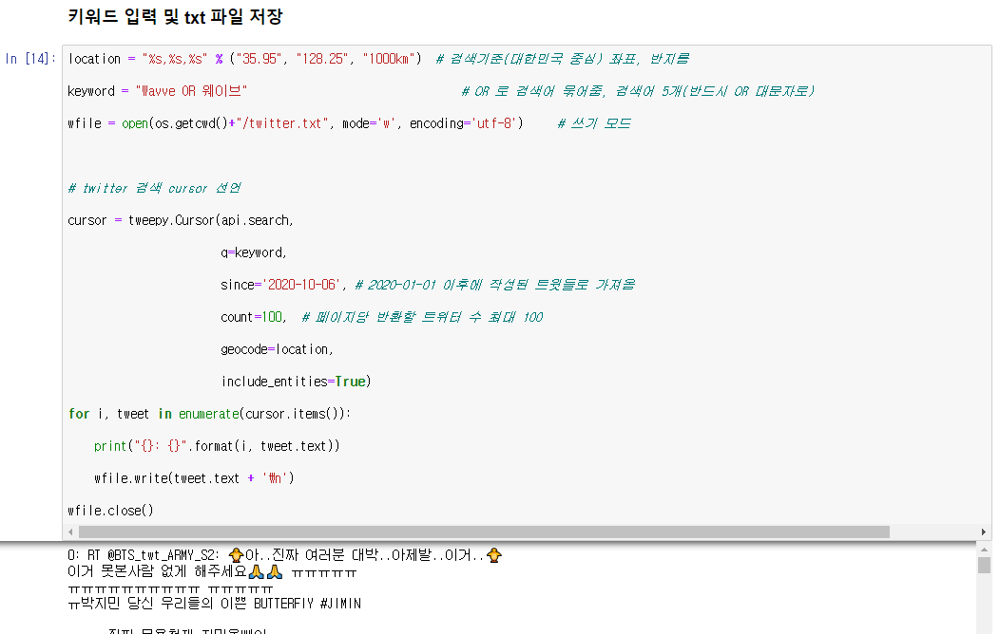 키워드 입력 및 txt 파일 저장
In [14]: location = "%s,%s,%s" % ("35.95", "128.25", "1000km")  # 검색기준(대한민국 중심) 좌표, 반지름
keyword = "Wavve OR 웨이브"  # OR 로 검색어 묶어줌, 검색어 5개(반드시 OR 대문자로)
wfile = open(os.getcwd()+"/twitter.txt", mode='w', encoding='utf-8')  # 쓰기 모드
# twitter 검색 cursor 선언
cursor = tweepy.Cursor(api.search,
q=keyword,
since='2020-10-06', # 2020-01-01 이후에 작성된 트윗들로 가져옴
count=100,  # 페이지당 반환할 트위터 수 최대 100
geocode=location,
include_entities=True)
for i, tweet in enumerate(cursor.items()):
print("{}: {}".format(i, tweet.text))
wfile.write(tweet.text + '₩n')
wfile.close()
0: RT @BTS_twt_ARMY_S2: 🐥아..진짜 여러분 대박..아제발..이거..🐥
이거 못본사람 없게 해주세요🙏🙏 ㅠㅠㅠㅠㅠ
ㅠㅠㅠㅠㅠㅠㅠㅠㅠㅠ ㅠㅠㅠㅠㅠ
ㅠ박지민 당신 우리들의 이쁜 BUTTERFlY #JIMIN